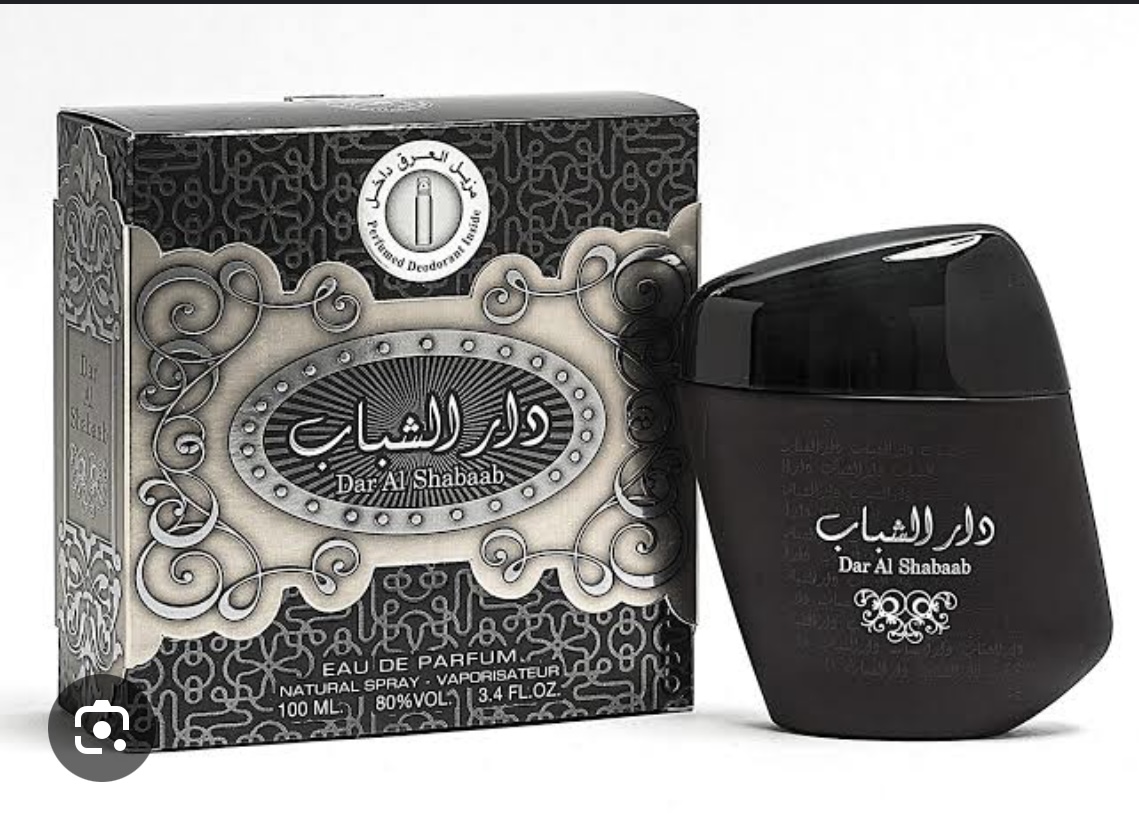 مزيل العرق داخل
Perfumed Deodorant Inside
دار الشباب
Dar Al Shabaab
EAU DE PARFUM
NATURAL SPRAY - VAPORISATEUR
100 ML. 80%VOL. 3.4 FL.OZ.
Dar
Al
Shabaab
دار الشباب
Dar Al Shabaab